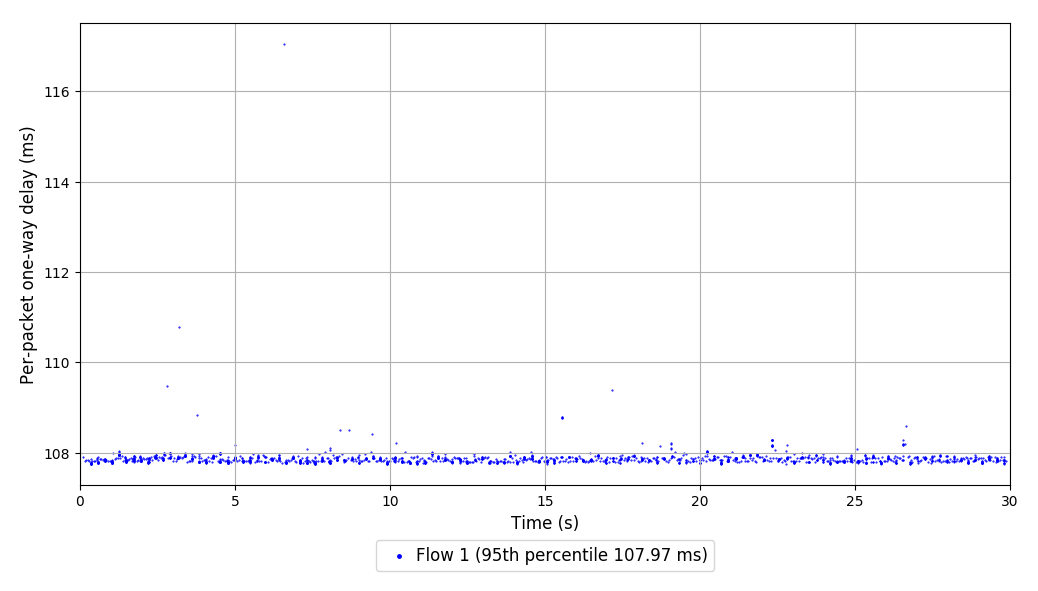 Per-packet one-way delay (ms)
116
114
112
110
108
0 5 10 15 20 25 30
Time (s)
Flow 1 (95th percentile 107.97 ms)